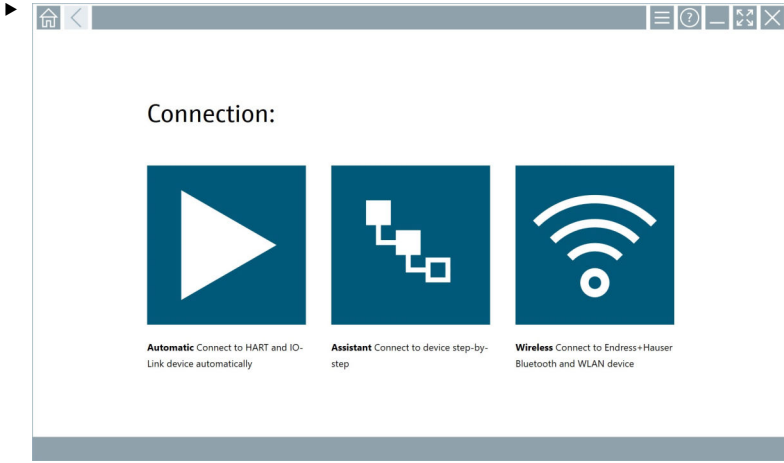 Connection:
Automatic Connect to HART and IO-
Link device automatically
Assistant Connect to device step-by-
step
Wireless Connect to Endress+Hauser
Bluetooth and WLAN device